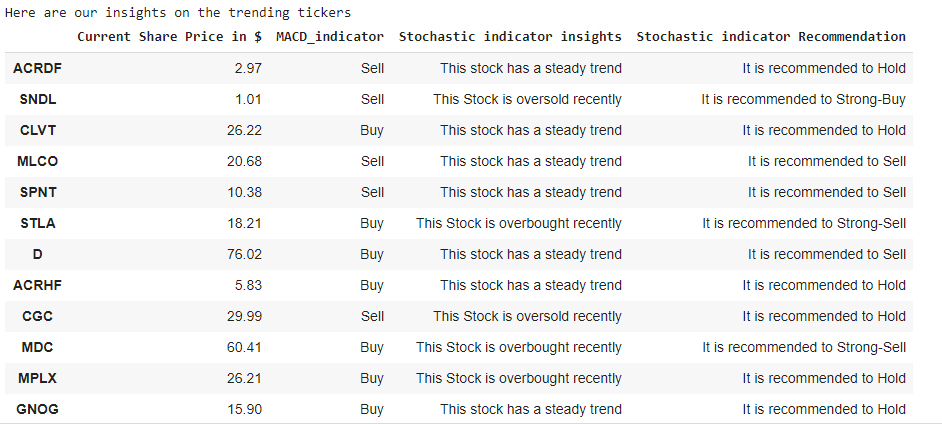 Here are our insights on the trending tickers
Current Share Price in $ MACD_indicator Stochastic indicator insights Stochastic indicator Recommendation
ACRDF 2.97 Sell This stock has a steady trend It is recommended to Hold
SNDL 1.01 Sell This Stock is oversold recently It is recommended to Strong-Buy
CLVT 26.22 Buy This stock has a steady trend It is recommended to Hold
MLCO 20.68 Sell This stock has a steady trend It is recommended to Sell
SPNT 10.38 Sell This stock has a steady trend It is recommended to Sell
STLA 18.21 Buy This Stock is overbought recently It is recommended to Strong-Sell
D 76.02 Buy This stock has a steady trend It is recommended to Sell
ACRHF 5.83 Buy This stock has a steady trend It is recommended to Hold
CGC 29.99 Sell This Stock is oversold recently It is recommended to Hold
MDC 60.41 Buy This Stock is overbought recently It is recommended to Strong-Sell
MPLX 26.21 Buy This Stock is overbought recently It is recommended to Hold
GNOG 15.90 Buy This stock has a steady trend It is recommended to Hold